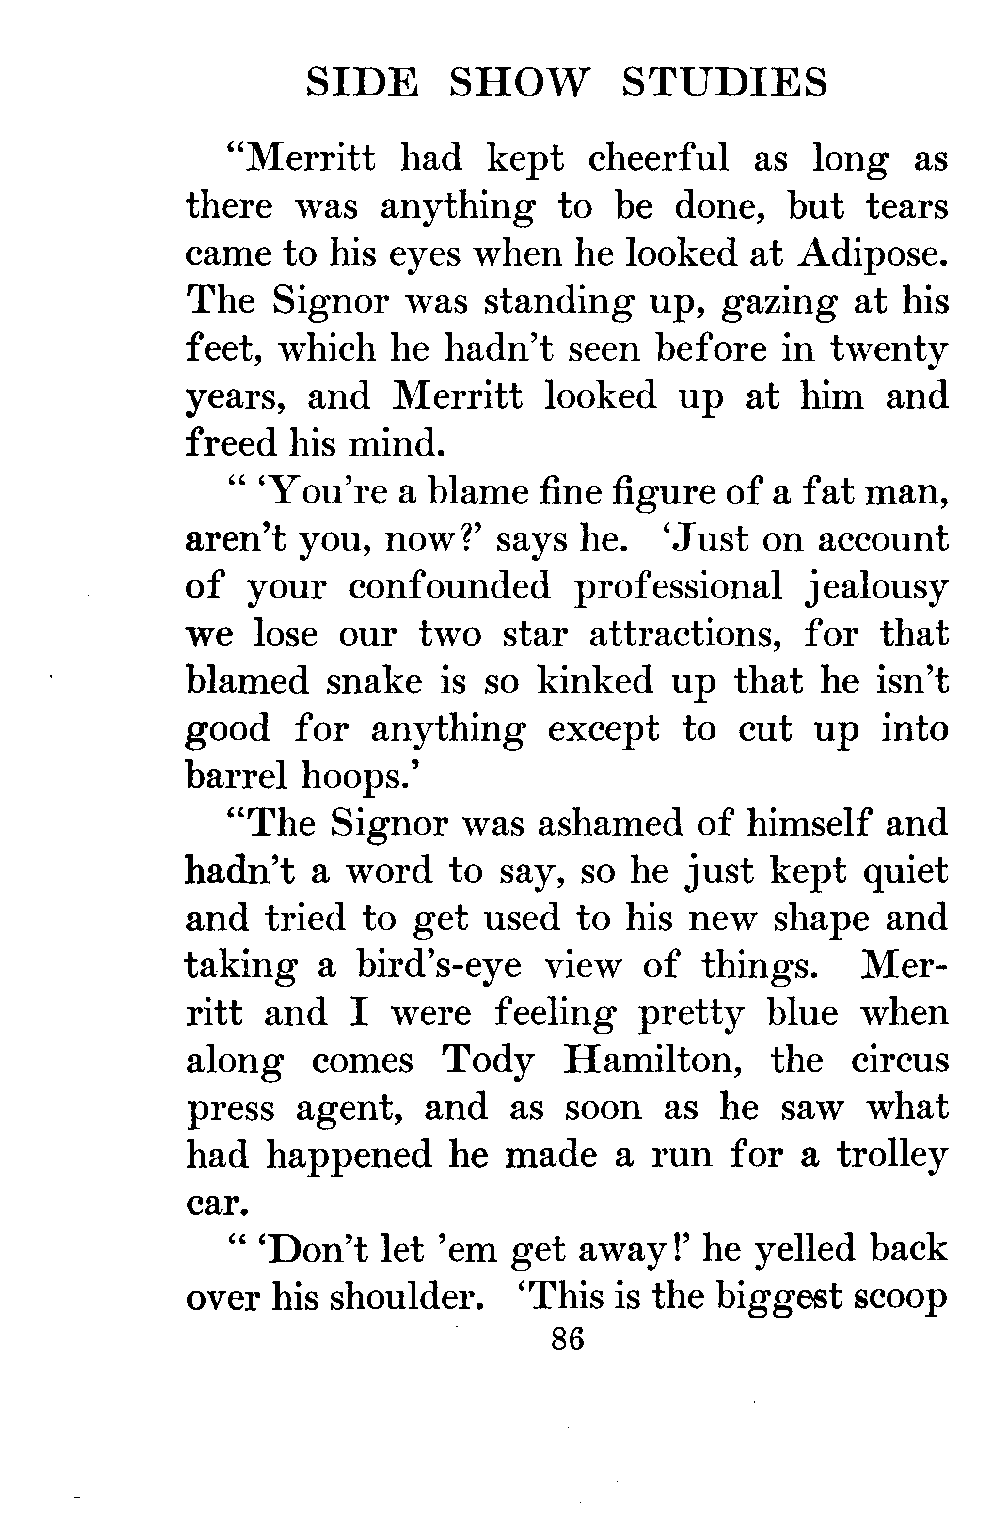 SIDE SHOW STUDIES
“Merritt had kept cheerful as long as
there was anything to be done, but tears
came to his eyes when he looked at Adipose.
The Signor was standing up, gazing at his
feet, which he hadn’t seen before in twenty
years, and Merritt looked up at him and
freed his mind.
“ ‘You’re a blame fine figure of a fat man,
aren’t you, now?’ says he. ‘Just on account
of your confounded professional jealousy
we lose our two star attractions, for that
blamed snake is so kinked up that he isn’t
good for anything except to cut up into
barrel hoops.’
“The Signor was ashamed of himself and
hadn’t a word to say, so he just kept quiet
and tried to get used to his new shape and
taking a bird’s-eye view of things. Mer-
ritt and I were feeling pretty blue when
along comes Tody Hamilton, the circus
press agent, and as soon as he saw what
had happened he made a run for a trolley
car.
“ ‘Don’t let ’em get away!’ he yelled back
over his shoulder. ‘This is the biggest scoop
86